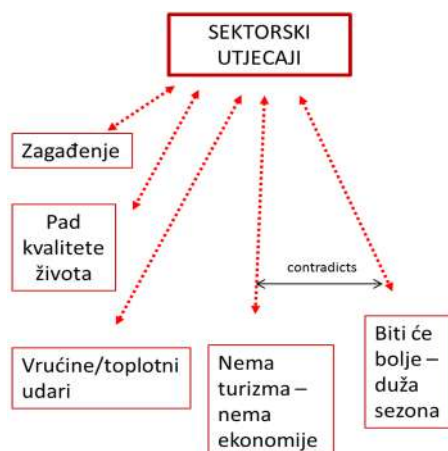 SEKTORSKI
UTJECAJI
Zagađenje
Pad
kvalitete
života
contradicts
Vrućine/toplotni
udari
Nema
turizma –
nema
ekonomije
Biti će
bolje –
duža
sezona